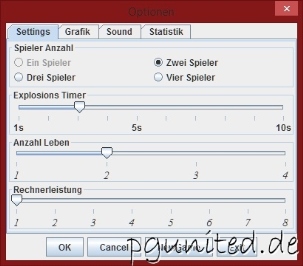 Optionen
Settings Grafik Sound Statistik
Spieler Anzahl
Ein Spieler Zwei Spieler
Drei Spieler Vier Spieler
Explosions Timer
1s 5s 10s
Anzahl Leben
1 2 3 4
Rechnerleistung
1 2 3 4 5 6 7 8
OK Cancel
pgunited.de